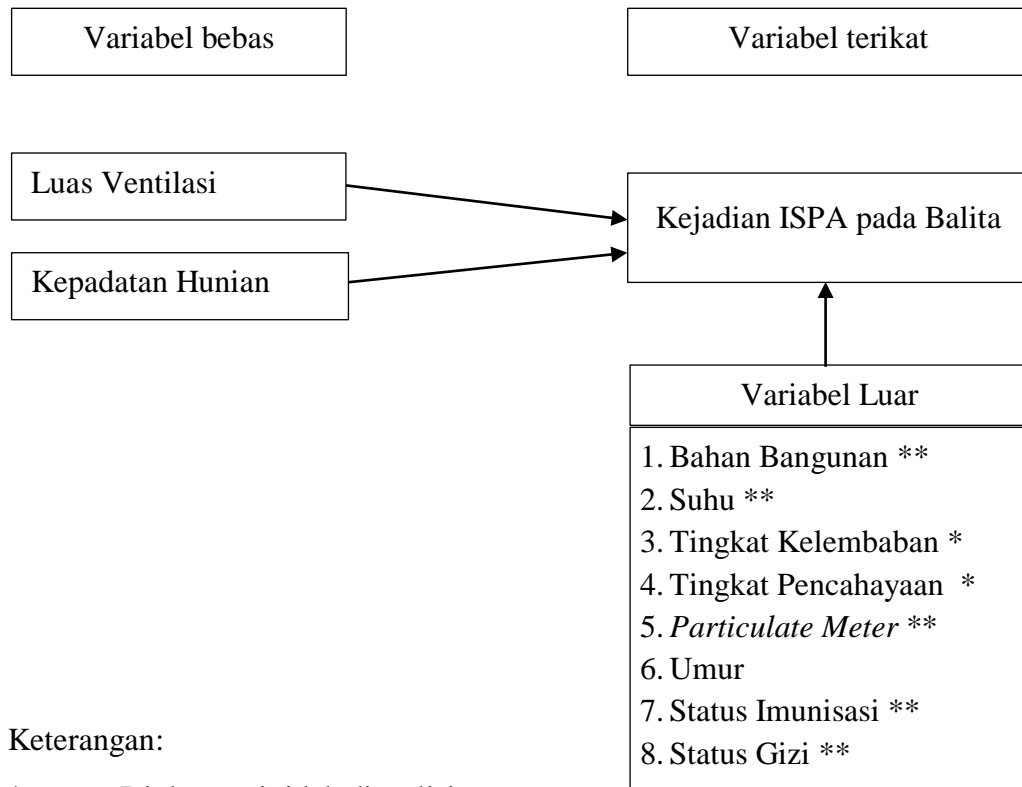 Variabel bebas
Variabel terikat
Luas Ventilasi
Kejadian ISPA pada Balita
Kepadatan Hunian
Variabel Luar
1. Bahan Bangunan **
2. Suhu **
3. Tingkat Kelembaban *
4. Tingkat Pencahayaan *
5. Particulate Meter **
6. Umur
7. Status Imunisasi **
8. Status Gizi **
Keterangan: